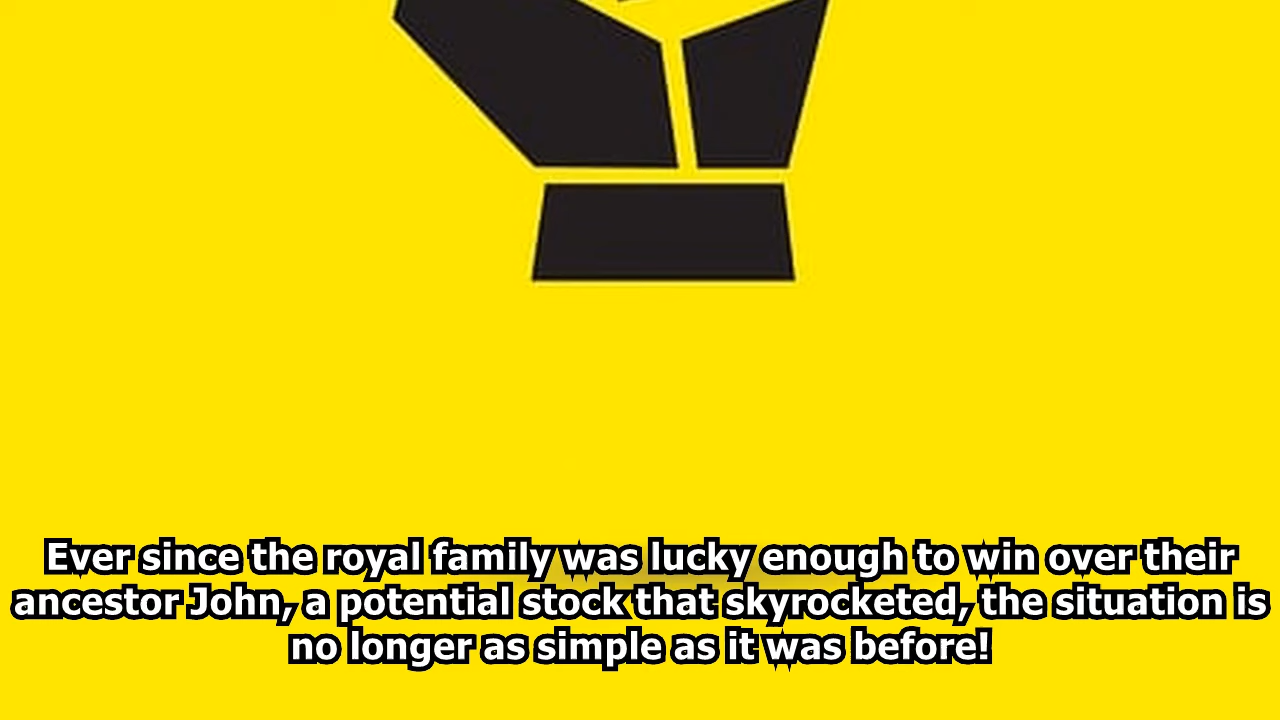 Ever since the royal family was lucky enough to win over their
ancestor John, a potential stock that skyrocketed, the situation is
no longer as simple as it was before!